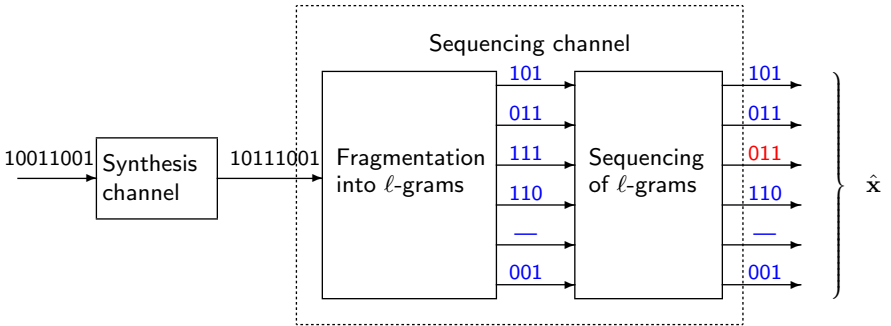 Sequencing channel
10011001
Synthesis
channel
10111001
Fragmentation
into ℓ-grams
101
011
111
110
—
001
Sequencing
of ℓ-grams
101
011
011
110
—
001
x̂